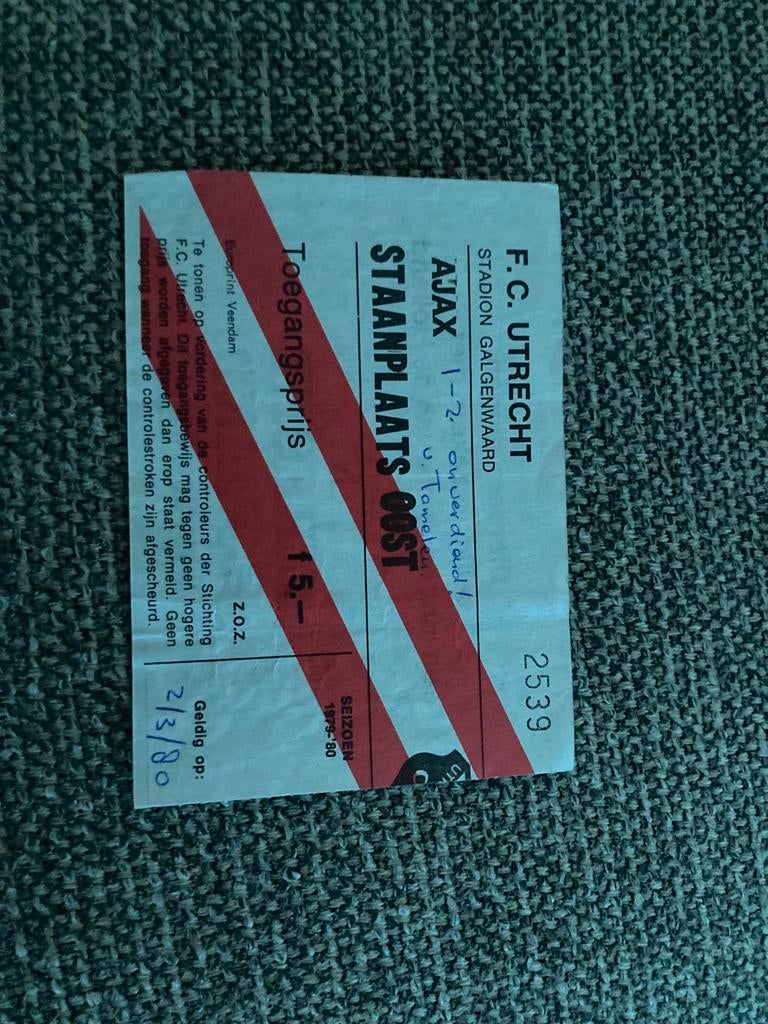 F.C. UTRECHT
2539
STADION GALGENWAARD
AJAX 1-2 onverdiend!
v. Tamelen.
STAANPLAATS OOST
Toegangsprijs f 5.—
SEIZOEN
1979-'80
Europrint Veendam
Z.O.Z.
Te tonen op vordering van de controleurs der Stichting
F.C. Utrecht. Dit toegangsbewijs mag tegen geen hogere
prijs worden afgegeven dan erop staat vermeld. Geen
toegang wanneer de controlestroken zijn afgescheurd.
Geldig op:
2/3/80